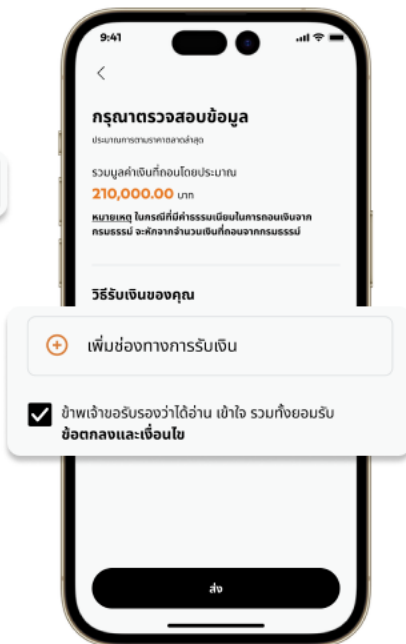 9:41
กรุณาตรวจสอบข้อมูล
ประมาณการตามราคาตลาดล่าสุด
รวมมูลค่าเงินที่ถอนโดยประมาณ
210,000.00 บาท
หมายเหตุ ในกรณีที่มีค่าธรรมเนียมในการถอนเงินจาก
กรมธรรม์ จะหักจากจำนวนเงินที่ถอนจากกรมธรรม์
วิธีรับเงินของคุณ
เพิ่มช่องทางการรับเงิน
ข้าพเจ้าขอรับรองว่าได้อ่าน เข้าใจ รวมทั้งยอมรับ
ข้อตกลงและเงื่อนไข
ส่ง